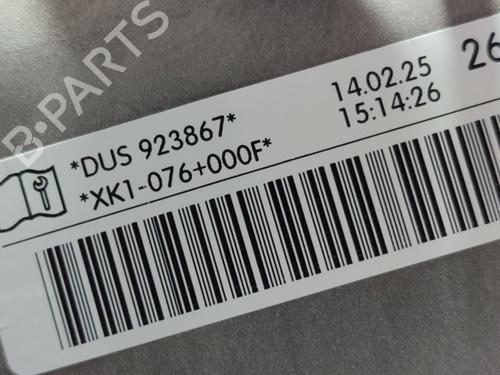 B-PARTS
*DUS 923867*
*XK1-076+000F*
14.02.25
15:14:26
26